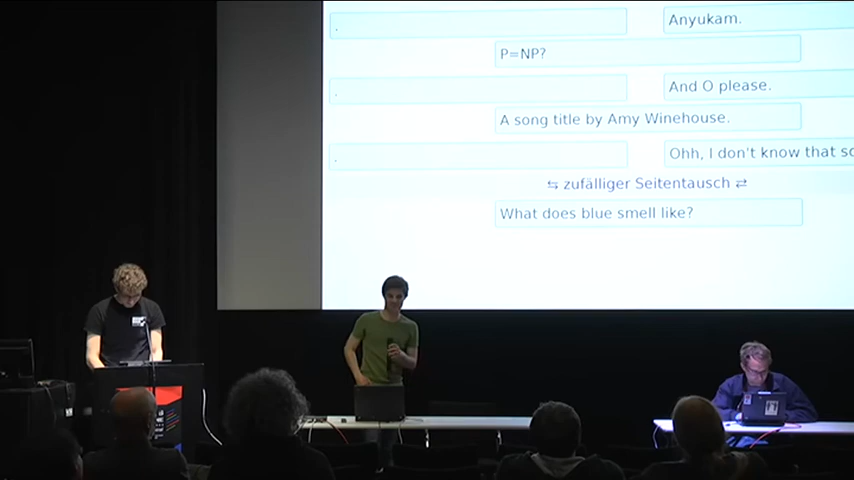 .
Anyukam.
P=NP?
.
And O please.
A song title by Amy Winehouse.
.
Ohh, I don't know that so
⇆ zufälliger Seitentausch ⇄
What does blue smell like?